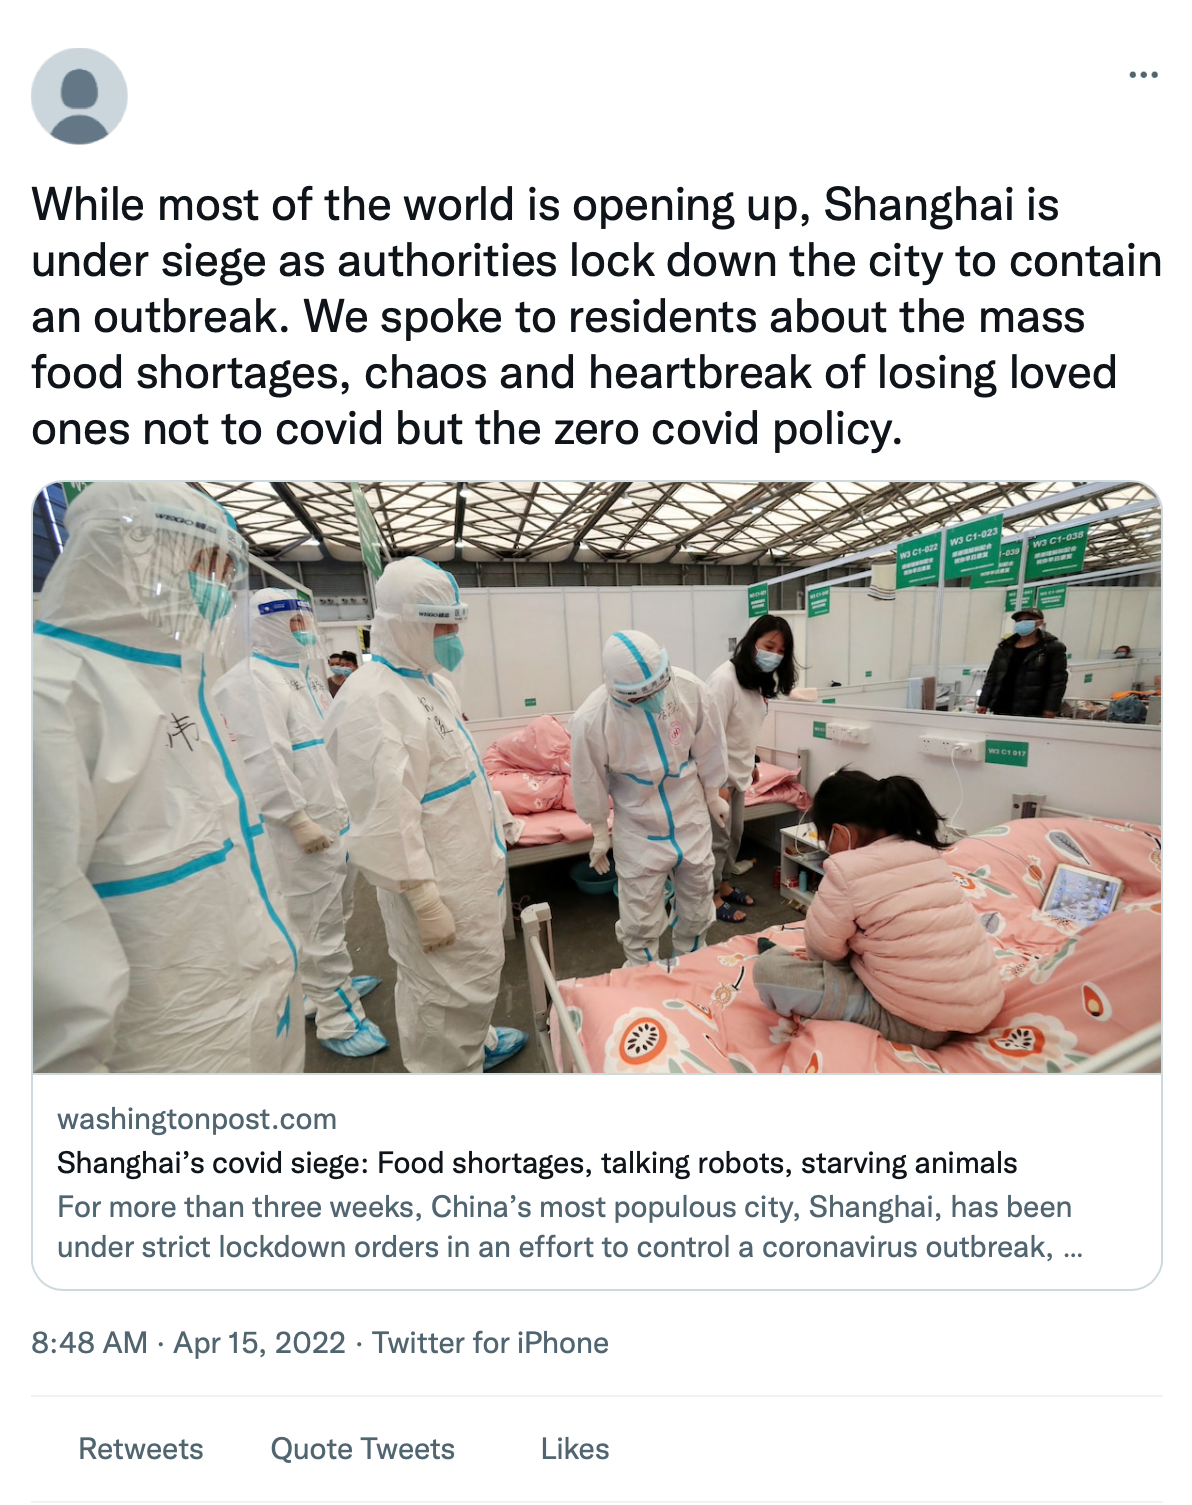 While most of the world is opening up, Shanghai is
under siege as authorities lock down the city to contain
an outbreak. We spoke to residents about the mass
food shortages, chaos and heartbreak of losing loved
ones not to covid but the zero covid policy.
W3 C1-022
W3 C1-023
-039
W3 C1-038
W3 C1 017
伟
washingtonpost.com
Shanghai’s covid siege: Food shortages, talking robots, starving animals
For more than three weeks, China’s most populous city, Shanghai, has been
under strict lockdown orders in an effort to control a coronavirus outbreak, ...
8:48 AM · Apr 15, 2022 · Twitter for iPhone
Retweets Quote Tweets Likes